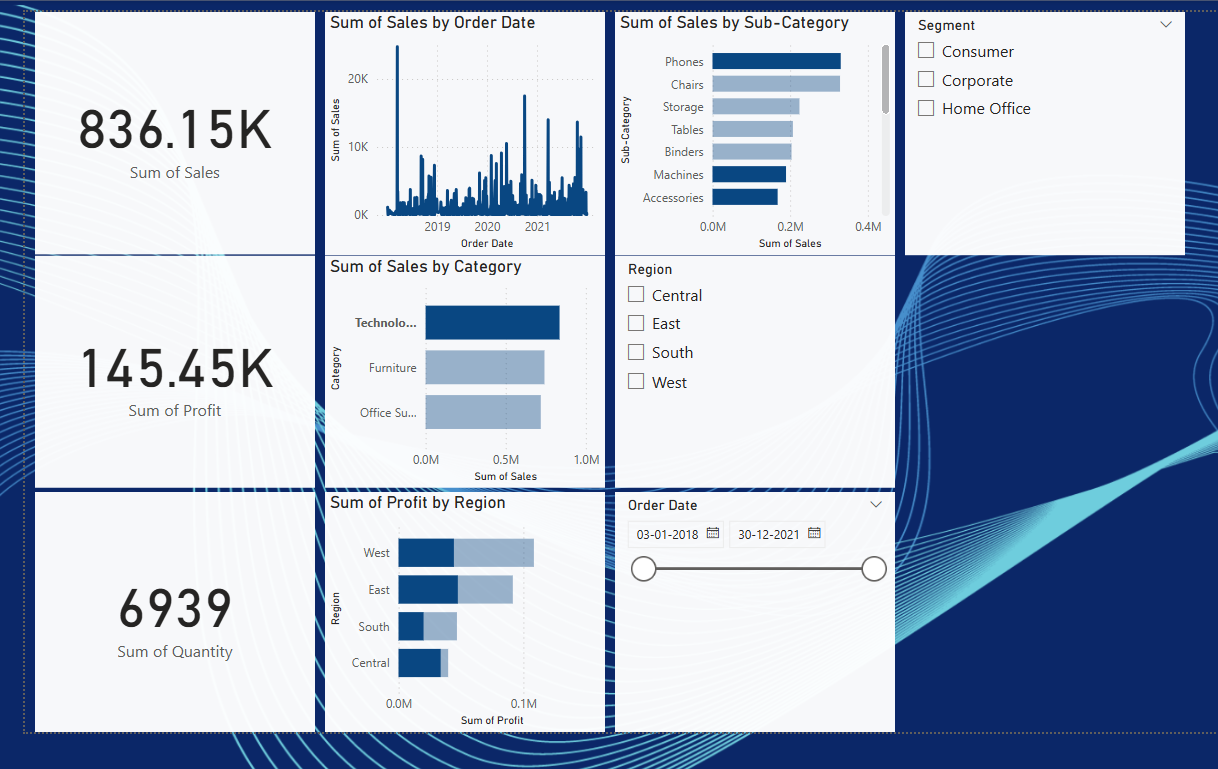 836.15K
Sum of Sales
Sum of Sales by Order Date
Sum of Sales
20K
10K
0K
2019 2020 2021
Order Date
Sum of Sales by Sub-Category
Sub-Category
Phones
Chairs
Storage
Tables
Binders
Machines
Accessories
0.0M 0.2M 0.4M
Sum of Sales
Segment
Consumer
Corporate
Home Office
145.45K
Sum of Profit
Sum of Sales by Category
Category
Technolo...
Furniture
Office Su...
0.0M 0.5M 1.0M
Sum of Sales
Region
Central
East
South
West
6939
Sum of Quantity
Sum of Profit by Region
Region
West
East
South
Central
0.0M 0.1M
Sum of Profit
Order Date
03-01-2018 30-12-2021